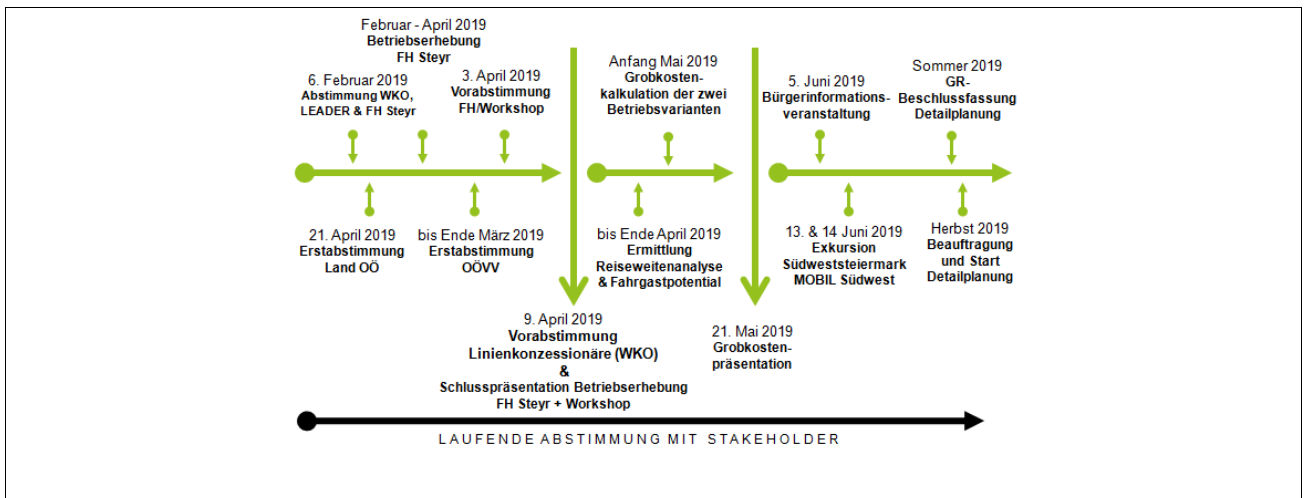 Februar - April 2019
Betriebserhebung
FH Steyr
6. Februar 2019
Abstimmung WKO,
LEADER & FH Steyr
3. April 2019
Vorabstimmung
FH/Workshop
Anfang Mai 2019
Grobkosten-
kalkulation der zwei
Betriebsvarianten
5. Juni 2019
Bürgerinformations-
veranstaltung
Sommer 2019
GR-
Beschlussfassung
Detailplanung
21. April 2019
Erstabstimmung
Land OÖ
bis Ende März 2019
Erstabstimmung
OÖVV
bis Ende April 2019
Ermittlung
Reiseweitenanalyse
& Fahrgastpotential
13. & 14 Juni 2019
Exkursion
Südweststeiermark
MOBIL Südwest
Herbst 2019
Beauftragung
und Start
Detailplanung
9. April 2019
Vorabstimmung
Linienkonzessionäre (WKO)
&
Schlusspräsentation Betriebserhebung
FH Steyr + Workshop
21. Mai 2019
Grobkosten-
präsentation
LAUFENDE ABSTIMMUNG MIT STAKEHOLDER